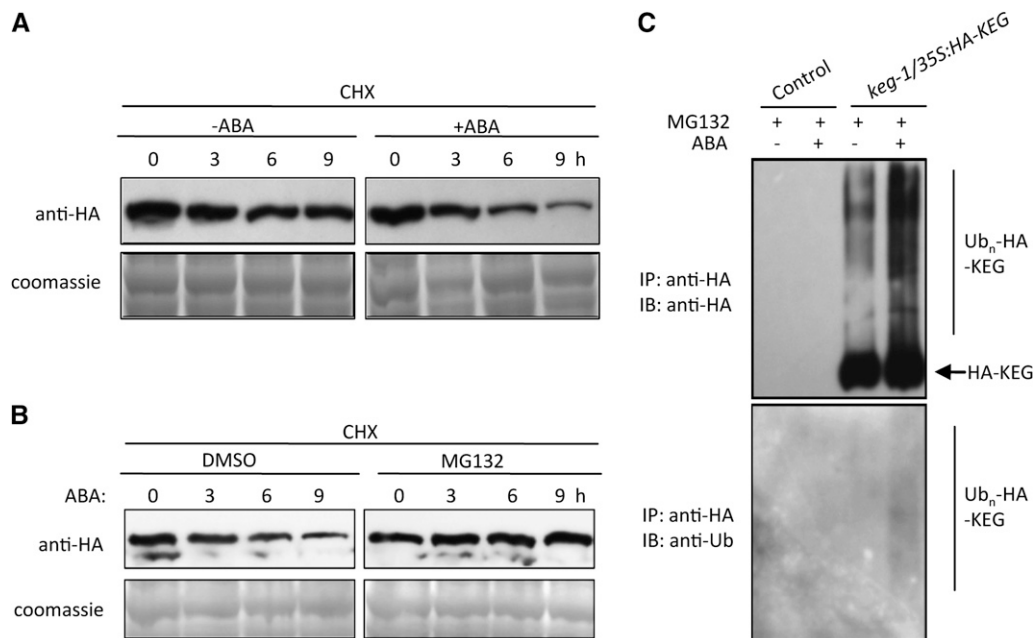 A
CHX
-ABA +ABA
0 3 6 9 0 3 6 9 h
anti-HA
coomassie
B
CHX
DMSO MG132
ABA: 0 3 6 9 0 3 6 9 h
anti-HA
coomassie
C
Control keg-1/35S:HA-KEG
MG132 + + + +
ABA - + - +
IP: anti-HA
IB: anti-HA
Ubn-HA
-KEG
HA-KEG
IP: anti-HA
IB: anti-Ub
Ubn-HA
-KEG